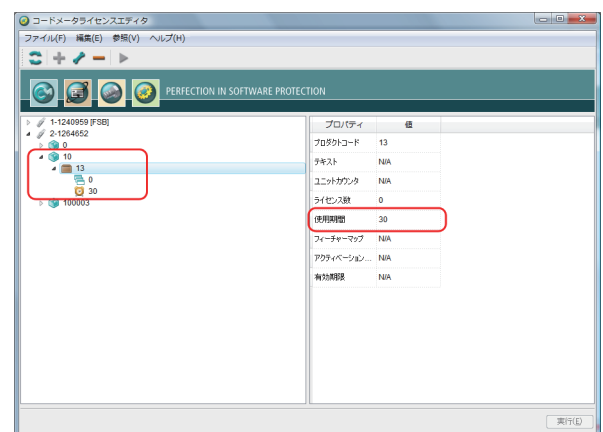 コードメータライセンスエディタ
ファイル(F) 編集(E) 参照(V) ヘルプ(H)
PERFECTION IN SOFTWARE PROTECTION
1-1240959 [FSB]
2-1264652
0
10
13
0
30
100003
プロパティ 値
プロダクトコード 13
テキスト N/A
ユニットカウンタ N/A
ライセンス数 0
使用期間 30
フィーチャーマップ N/A
アクティベーション... N/A
有効期限 N/A
実行(E)